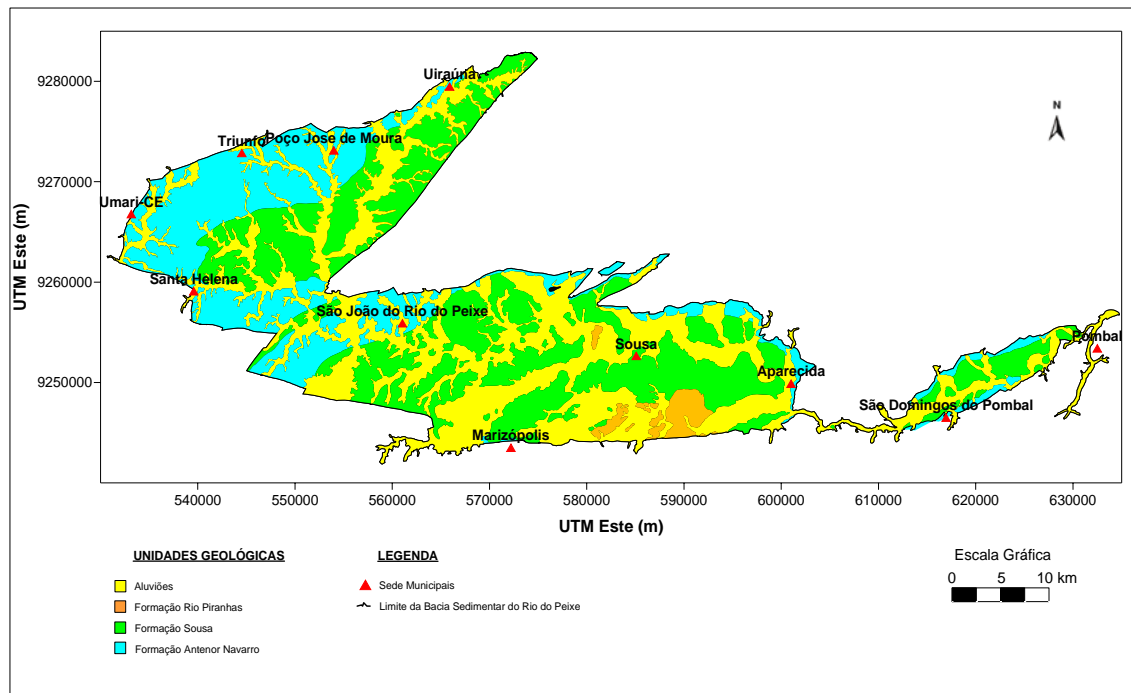 N
UTM Este (m)
9280000
9270000
9260000
9250000
Uiraúna
Triunfo
Poço Jose de Moura
Umari-CE
Santa Helena
São João do Rio do Peixe
Sousa
Aparecida
Pombal
São Domingos do Pombal
Marizópolis
540000 550000 560000 570000 580000 590000 600000 610000 620000 630000
UTM Este (m)
UNIDADES GEOLÓGICAS
Aluviões
Formação Rio Piranhas
Formação Sousa
Formação Antenor Navarro
LEGENDA
Sede Municipais
Limite da Bacia Sedimentar do Rio do Peixe
Escala Gráfica
0 5 10 km